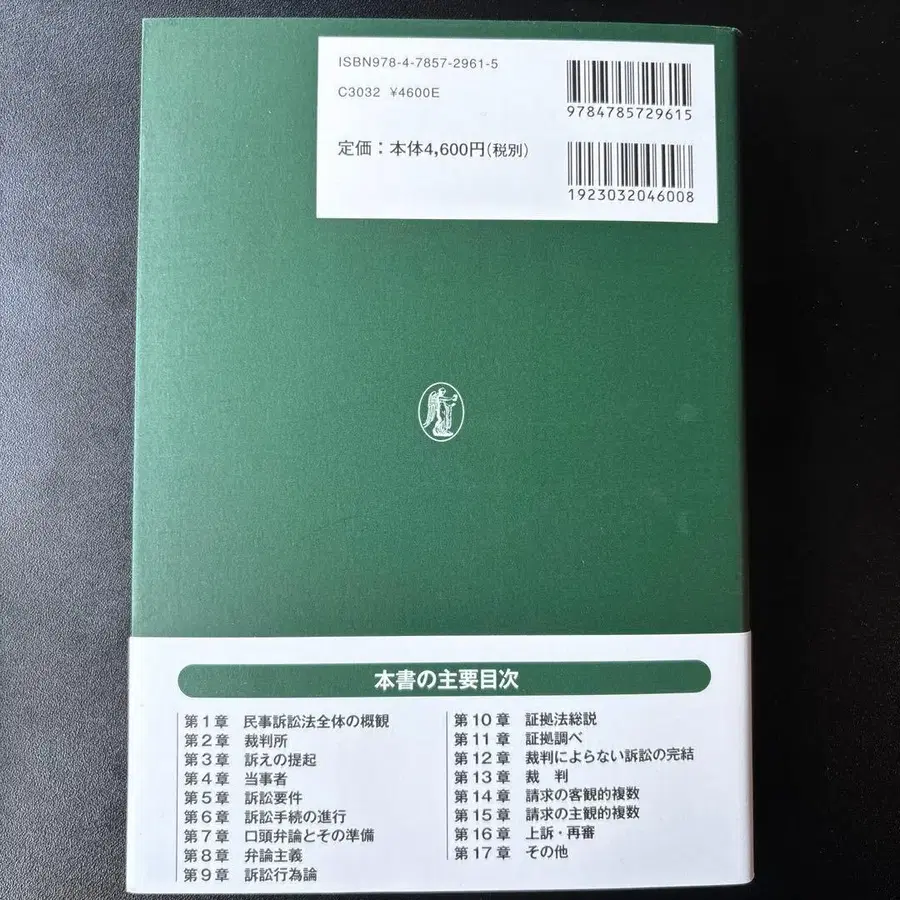 ISBN978-4-7857-2961-5
C3032 ¥4600E
9784785729615
定価：本体4,600円(税別)
1923032046008
本書の主要目次
第1章 民事訴訟法全体の概観
第2章 裁判所
第3章 訴えの提起
第4章 当事者
第5章 訴訟要件
第6章 訴訟手続の進行
第7章 口頭弁論とその準備
第8章 弁論主義
第9章 訴訟行為論
第10章 証拠法総説
第11章 証拠調べ
第12章 裁判によらない訴訟の完結
第13章 裁　判
第14章 請求の客観的複数
第15章 請求の主観的複数
第16章 上訴・再審
第17章 その他